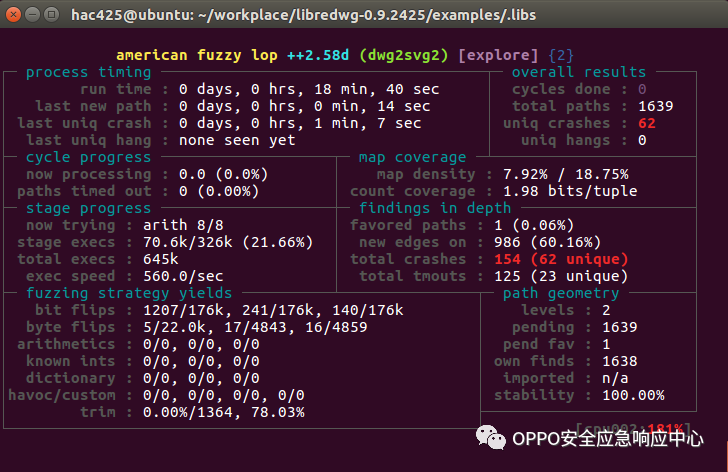 hac425@ubuntu: ~/workplace/libredwg-0.9.2425/examples/.libs
american fuzzy lop ++2.58d (dwg2svg2) [explore] {2}
process timing
run time : 0 days, 0 hrs, 18 min, 40 sec
last new path : 0 days, 0 hrs, 0 min, 14 sec
last uniq crash : 0 days, 0 hrs, 1 min, 7 sec
last uniq hang : none seen yet
overall results
cycles done : 0
total paths : 1639
uniq crashes : 62
uniq hangs : 0
cycle progress
now processing : 0.0 (0.0%)
paths timed out : 0 (0.00%)
map coverage
map density : 7.92% / 18.75%
count coverage : 1.98 bits/tuple
stage progress
now trying : arith 8/8
stage execs : 70.6k/326k (21.66%)
total execs : 645k
exec speed : 560.0/sec
findings in depth
favored paths : 1 (0.06%)
new edges on : 986 (60.16%)
total crashes : 154 (62 unique)
total tmouts : 125 (23 unique)
fuzzing strategy yields
bit flips : 1207/176k, 241/176k, 140/176k
byte flips : 5/22.0k, 17/4843, 16/4859
arithmetics : 0/0, 0/0, 0/0
known ints : 0/0, 0/0, 0/0
dictionary : 0/0, 0/0, 0/0
havoc/custom : 0/0, 0/0, 0/0, 0/0
trim : 0.00%/1364, 78.03%
path geometry
levels : 2
pending : 1639
pend fav : 1
own finds : 1638
imported : n/a
stability : 100.00%
[cpu002:181%]
OPPO安全应急响应中心